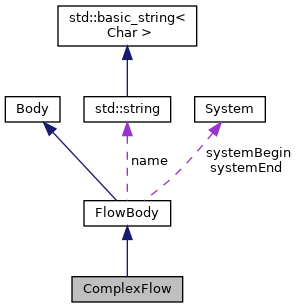 std::basic_string<
Char >
Body
std::string
System
name
systemBegin
systemEnd
FlowBody
ComplexFlow